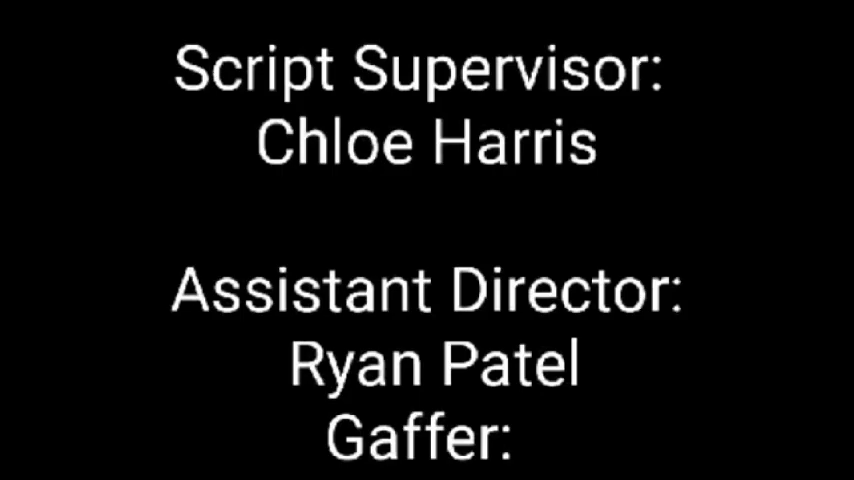 Script Supervisor:
Chloe Harris
Assistant Director:
Ryan Patel
Gaffer: